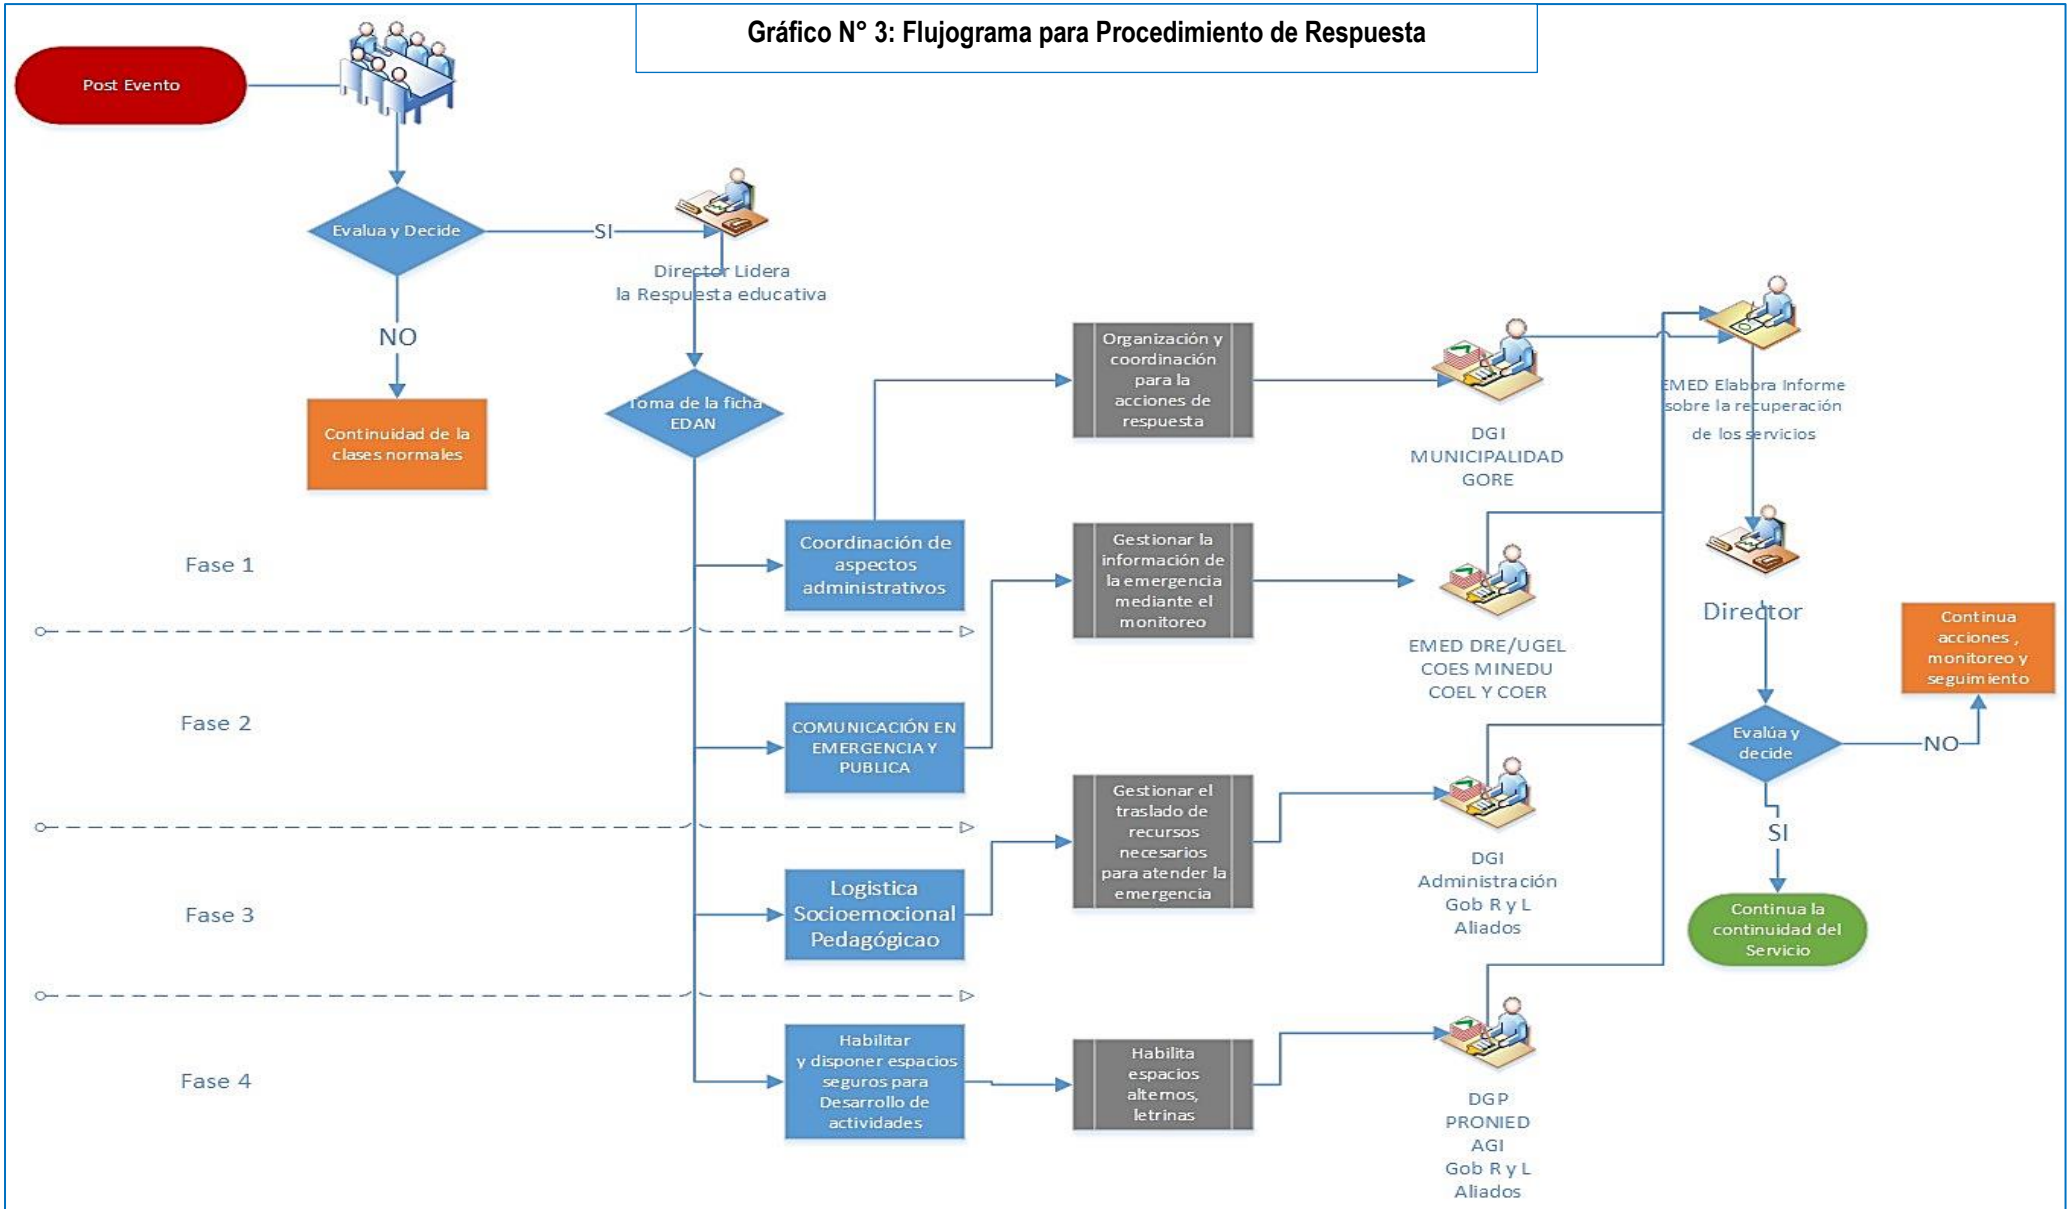 Gráfico N° 3: Flujograma para Procedimiento de Respuesta
Post Evento
Evalua y Decide
SI
Director Lidera
la Respuesta educativa
NO
Continuidad de la
clases normales
Toma de la ficha
EDAN
Organización y
coordinación
para la
acciones de
respuesta
DGI
MUNICIPALIDAD
GORE
EMED Elabora Informe
sobre la recuperación
de los servicios
Fase 1
Coordinación de
aspectos
administrativos
Gestionar la
información de
la emergencia
mediante el
monitoreo
EMED DRE/UGEL
COES MINEDU
COEL Y COER
Director
Continua
acciones ,
monitoreo y
seguimiento
Fase 2
COMUNICACIÓN EN
EMERGENCIA Y
PUBLICA
Evalúa y
decide
NO
SI
Gestionar el
traslado de
recursos
necesarios
para atender la
emergencia
DGI
Administración
Gob R y L
Aliados
Fase 3
Logistica
Socioemocional
Pedagógicao
Continua la
continuidad del
Servicio
Fase 4
Habilitar
y disponer espacios
seguros para
Desarrollo de
actividades
Habilita
espacios
alternos,
letrinas
DGP
PRONIED
AGI
Gob R y L
Aliados